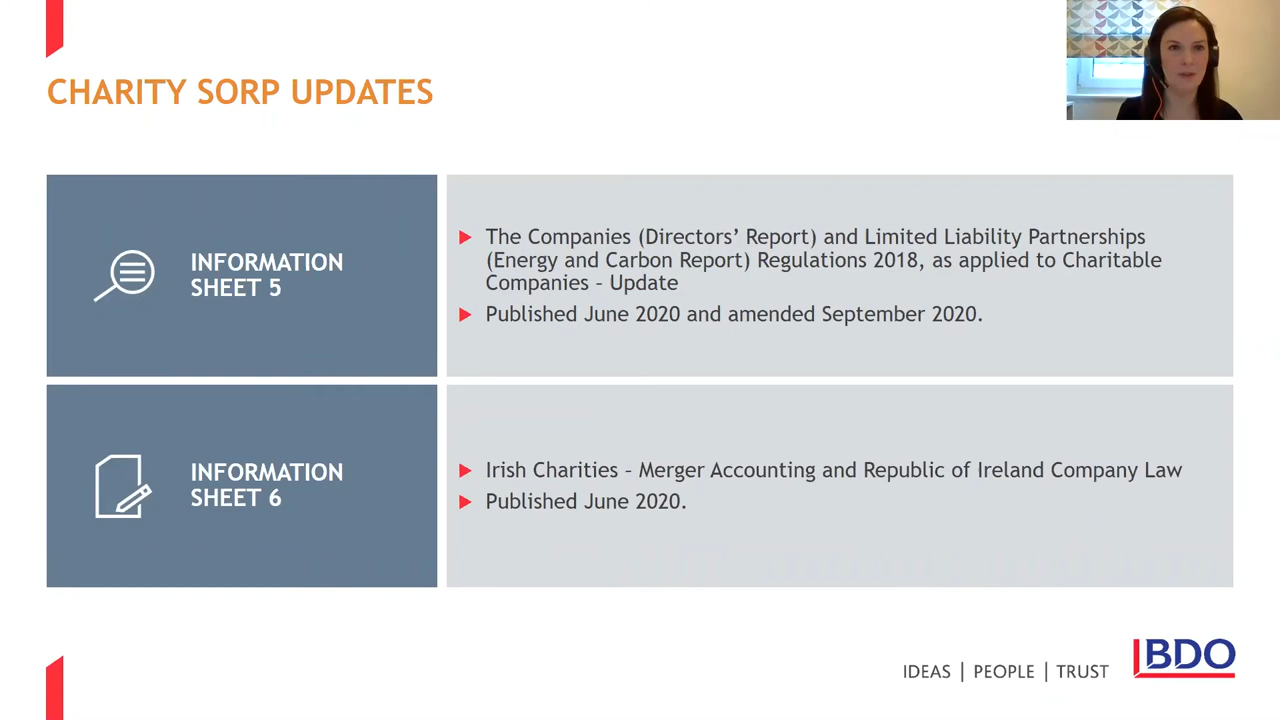 CHARITY SORP UPDATES
INFORMATION
SHEET 5
The Companies (Directors’ Report) and Limited Liability Partnerships
(Energy and Carbon Report) Regulations 2018, as applied to Charitable
Companies – Update
Published June 2020 and amended September 2020.
INFORMATION
SHEET 6
Irish Charities – Merger Accounting and Republic of Ireland Company Law
Published June 2020.
IDEAS | PEOPLE | TRUST
BDO